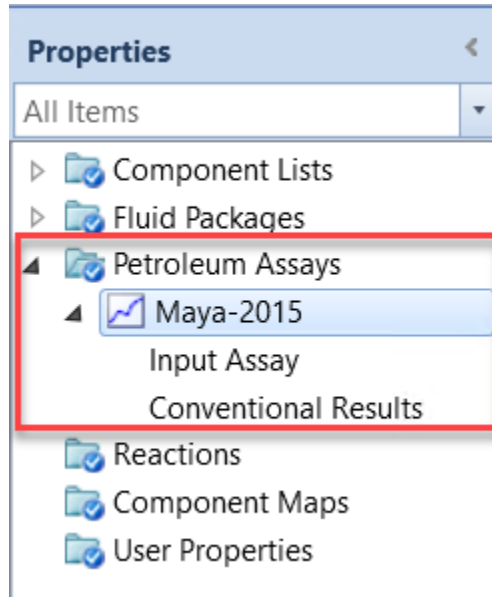 Properties
All Items
Component Lists
Fluid Packages
Petroleum Assays
Maya-2015
Input Assay
Conventional Results
Reactions
Component Maps
User Properties